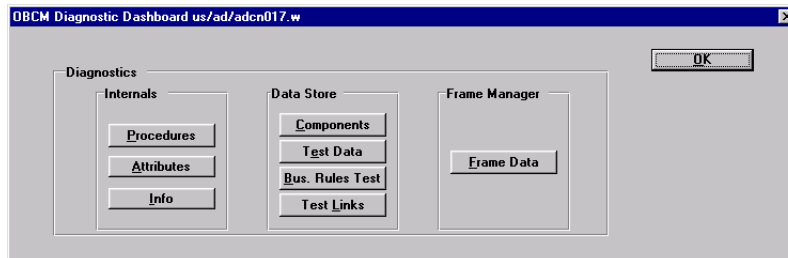 OBCM Diagnostic Dashboard us/ad/adcn017.w
OK
Diagnostics
Internals
Procedures
Attributes
Info
Data Store
Components
Test Data
Bus. Rules Test
Test Links
Frame Manager
Frame Data